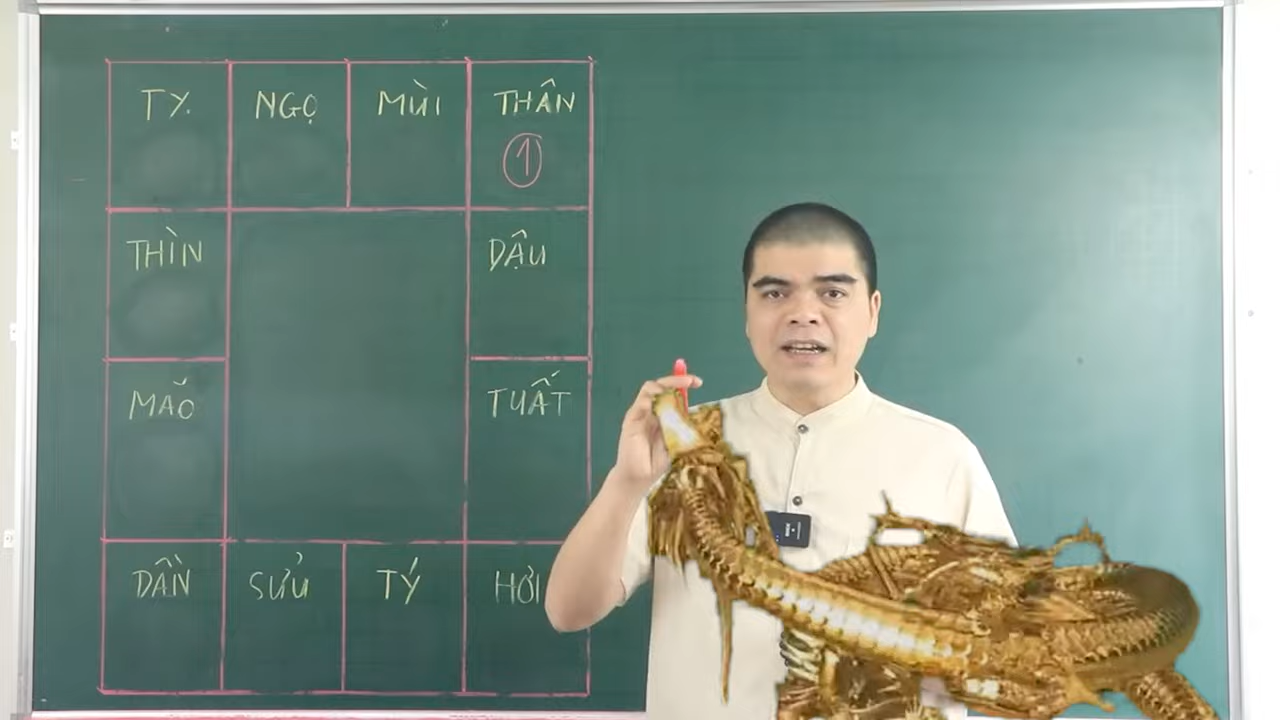 TỴ
NGỌ
MÙI
THÂN
1
THÌN
DẬU
MÃO
TUẤT
DẦN
SỬU
TÝ
HỢI